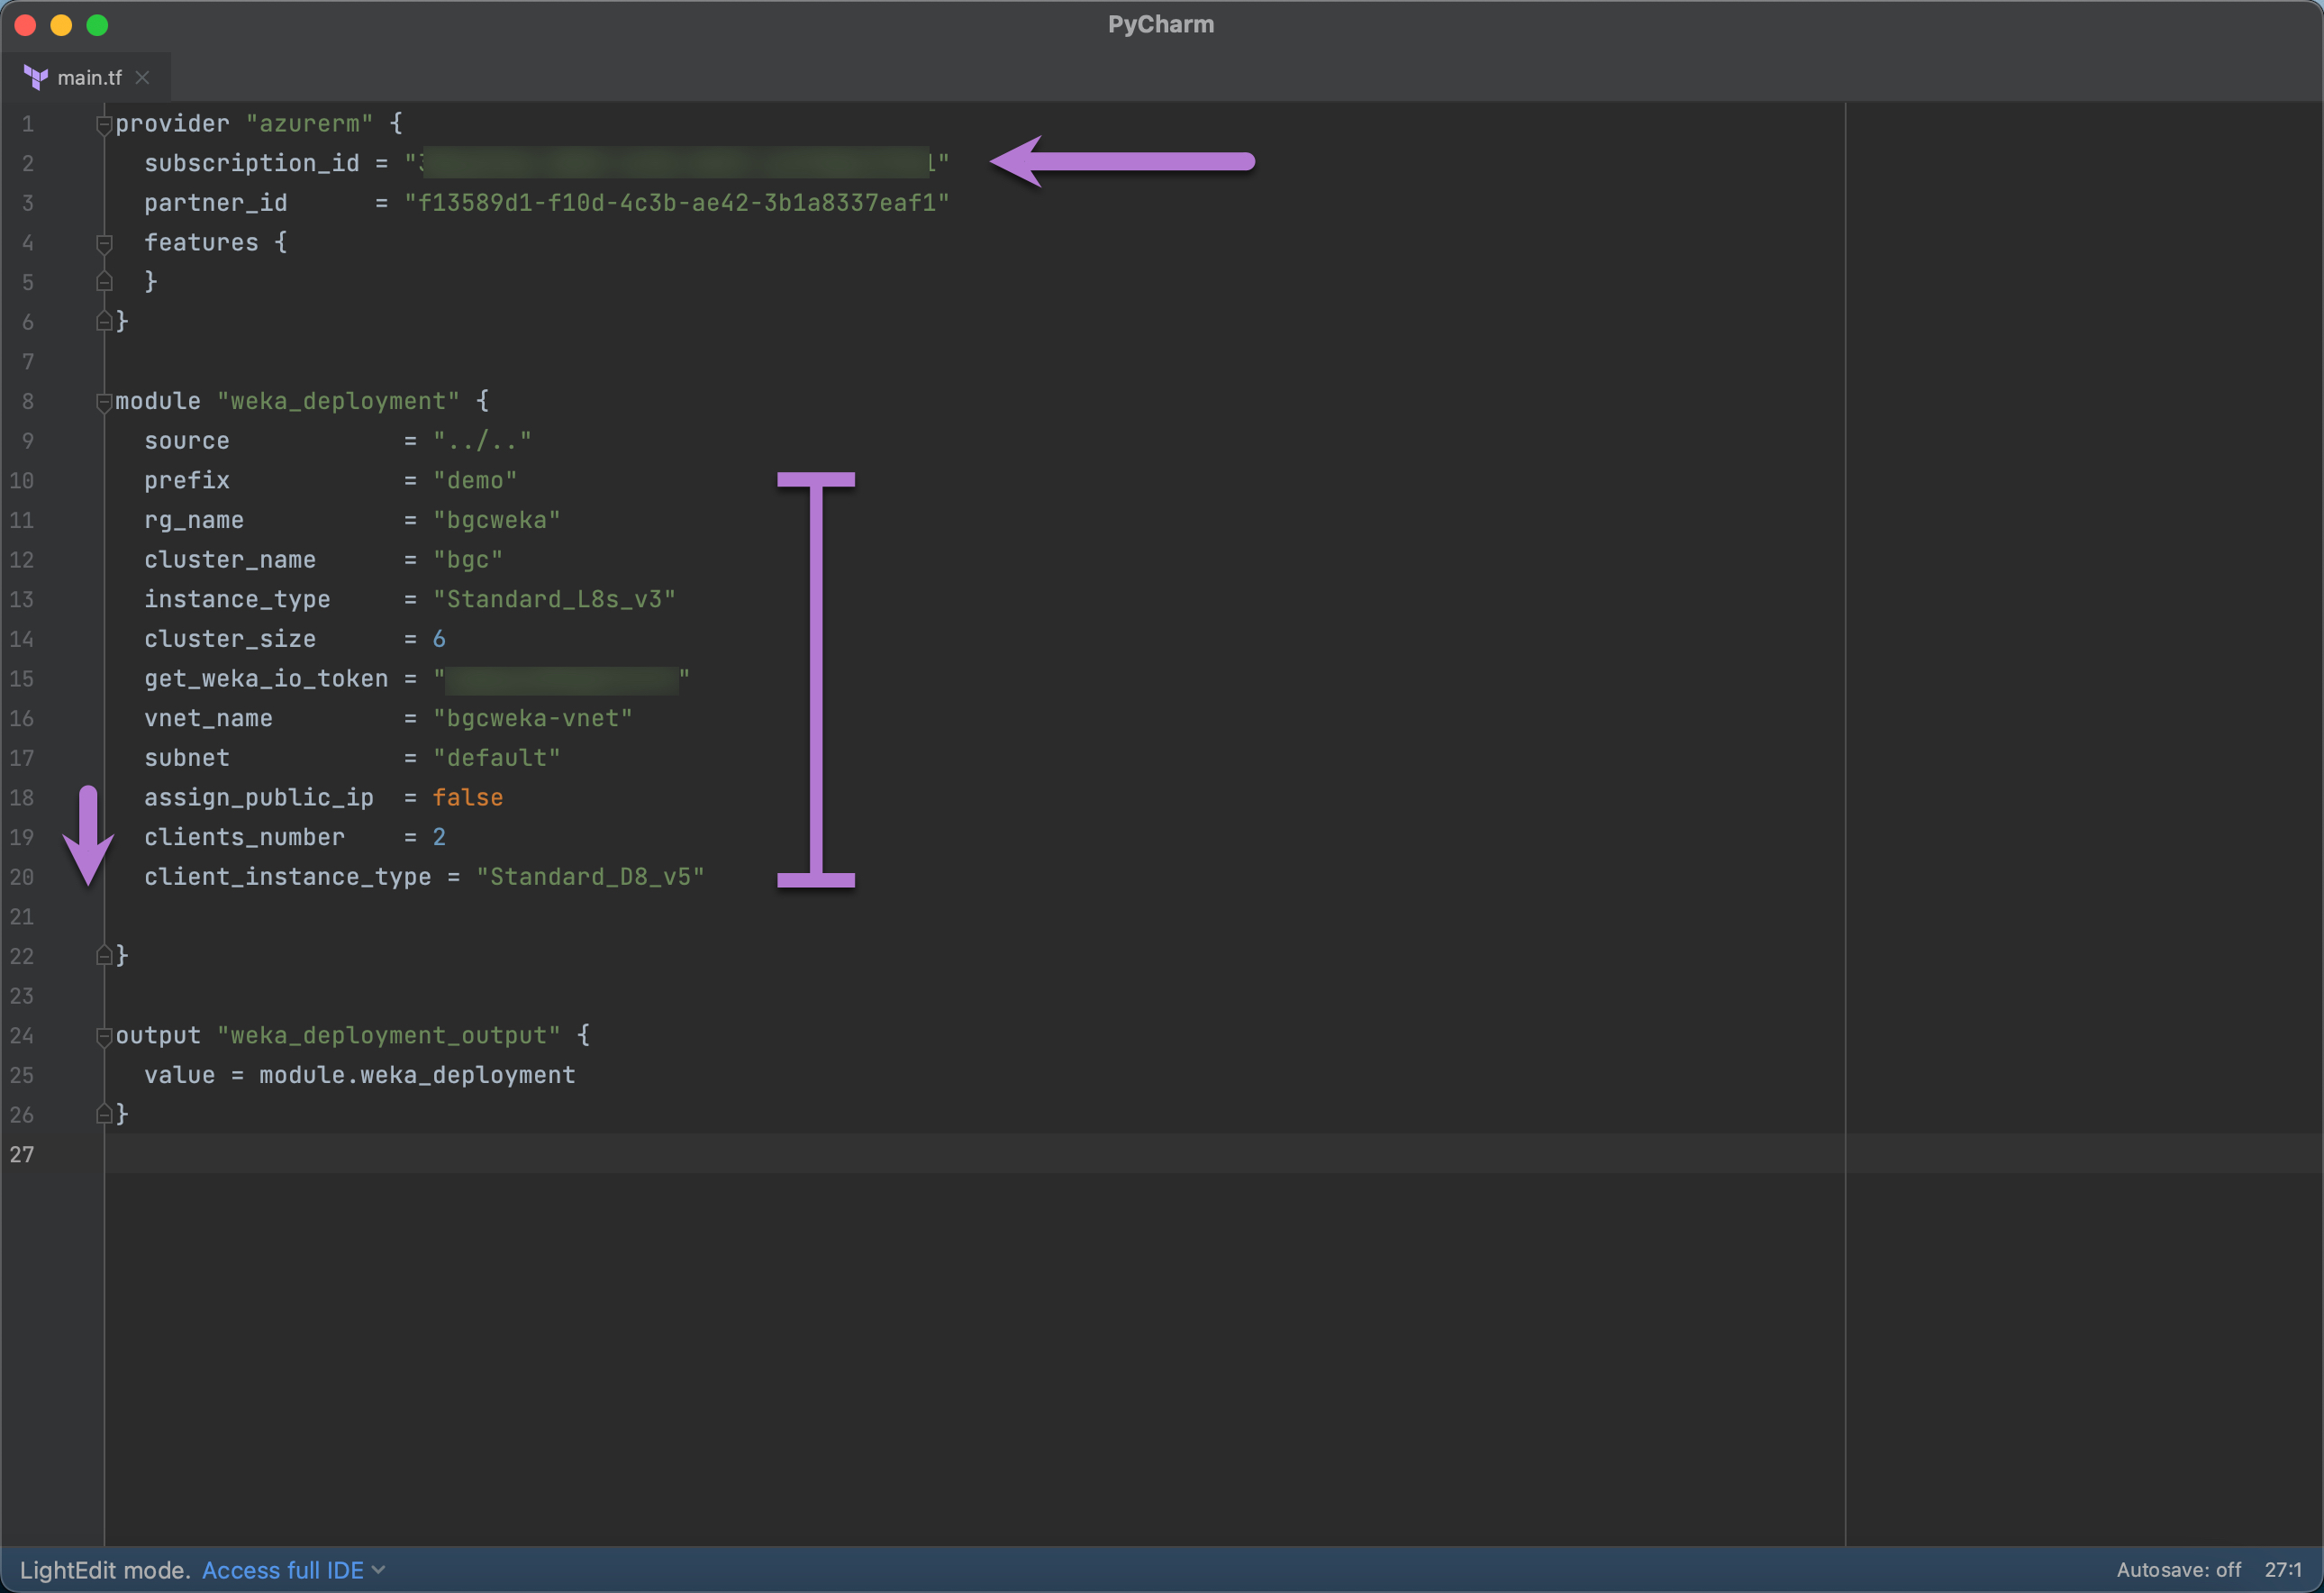 PyCharm
main.tf
1 provider "azurerm" {
2 subscription_id = " "
3 partner_id = "f13589d1-f10d-4c3b-ae42-3b1a8337eaf1"
4 features {
5 }
6 }
7
8 module "weka_deployment" {
9 source = "../.."
10 prefix = "demo"
11 rg_name = "bgcweka"
12 cluster_name = "bgc"
13 instance_type = "Standard_L8s_v3"
14 cluster_size = 6
15 get_weka_io_token = " "
16 vnet_name = "bgcweka-vnet"
17 subnet = "default"
18 assign_public_ip = false
19 clients_number = 2
20 client_instance_type = "Standard_D8_v5"
21
22 }
23
24 output "weka_deployment_output" {
25 value = module.weka_deployment
26 }
27
LightEdit mode. Access full IDE Autosave: off 27:1